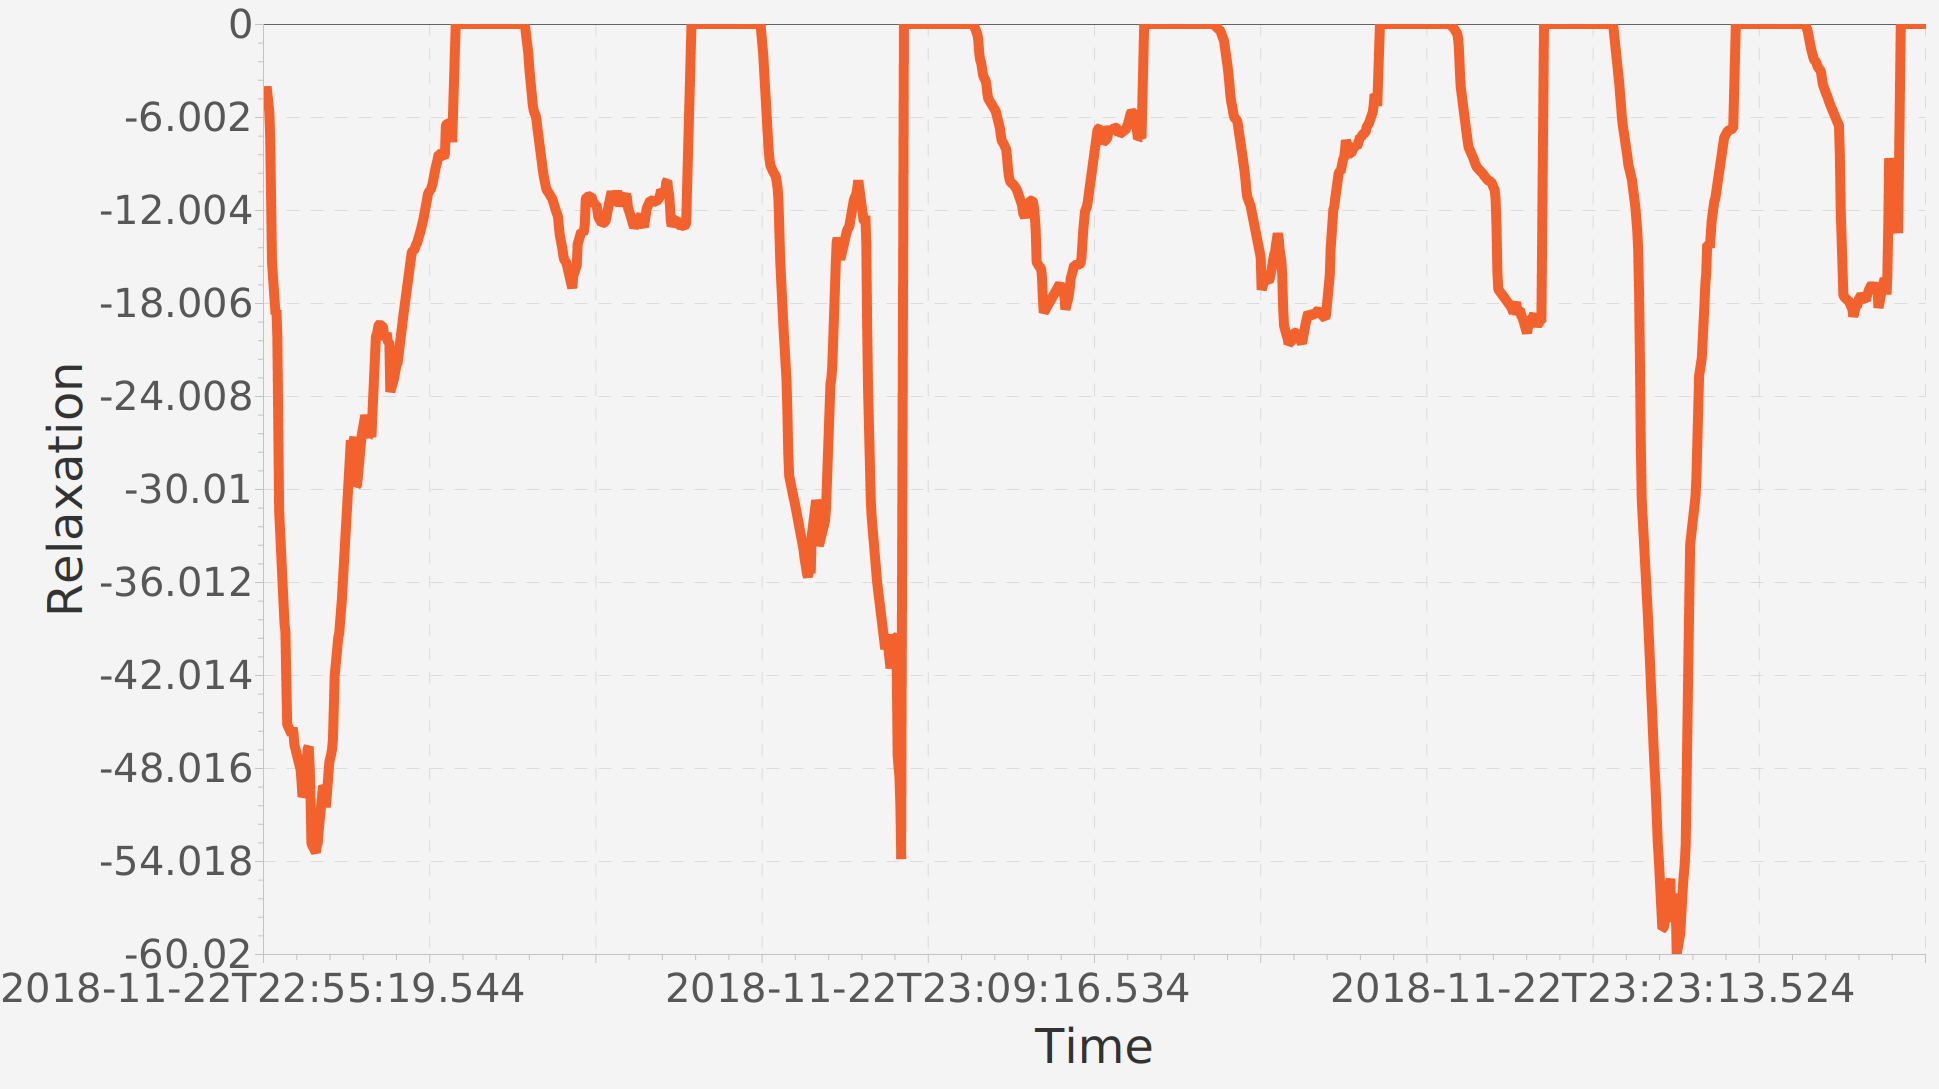 0
-6.002
-12.004
-18.006
-24.008
-30.01
-36.012
-42.014
-48.016
-54.018
-60.02
Relaxation
2018-11-22T22:55:19.544
2018-11-22T23:09:16.534
2018-11-22T23:23:13.524
Time